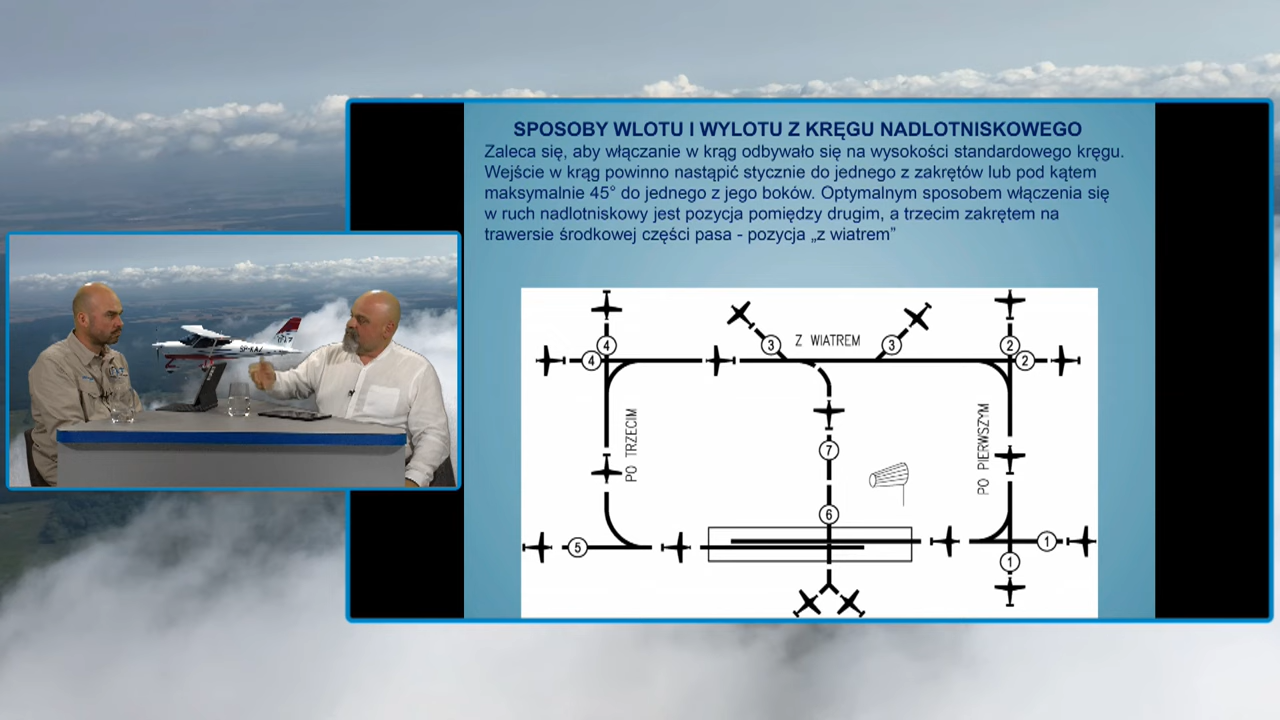 SPOSOBY WLOTU I WYLOTU Z KRĘGU NADLOTNISKOWEGO
Zaleca się, aby włączanie w krąg odbywało się na wysokości standardowego kręgu.
Wejście w krąg powinno nastąpić stycznie do jednego z zakrętów lub pod kątem
maksymalnie 45° do jednego z jego boków. Optymalnym sposobem włączenia się
w ruch nadlotniskowy jest pozycja pomiędzy drugim, a trzecim zakrętem na
trawersie środkowej części pasa - pozycja „z wiatrem”
4
4
3
Z WIATREM
3
2
2
PO TRZECIM
7
PO PIERWSZYM
6
5
1
1
SP-KAZ